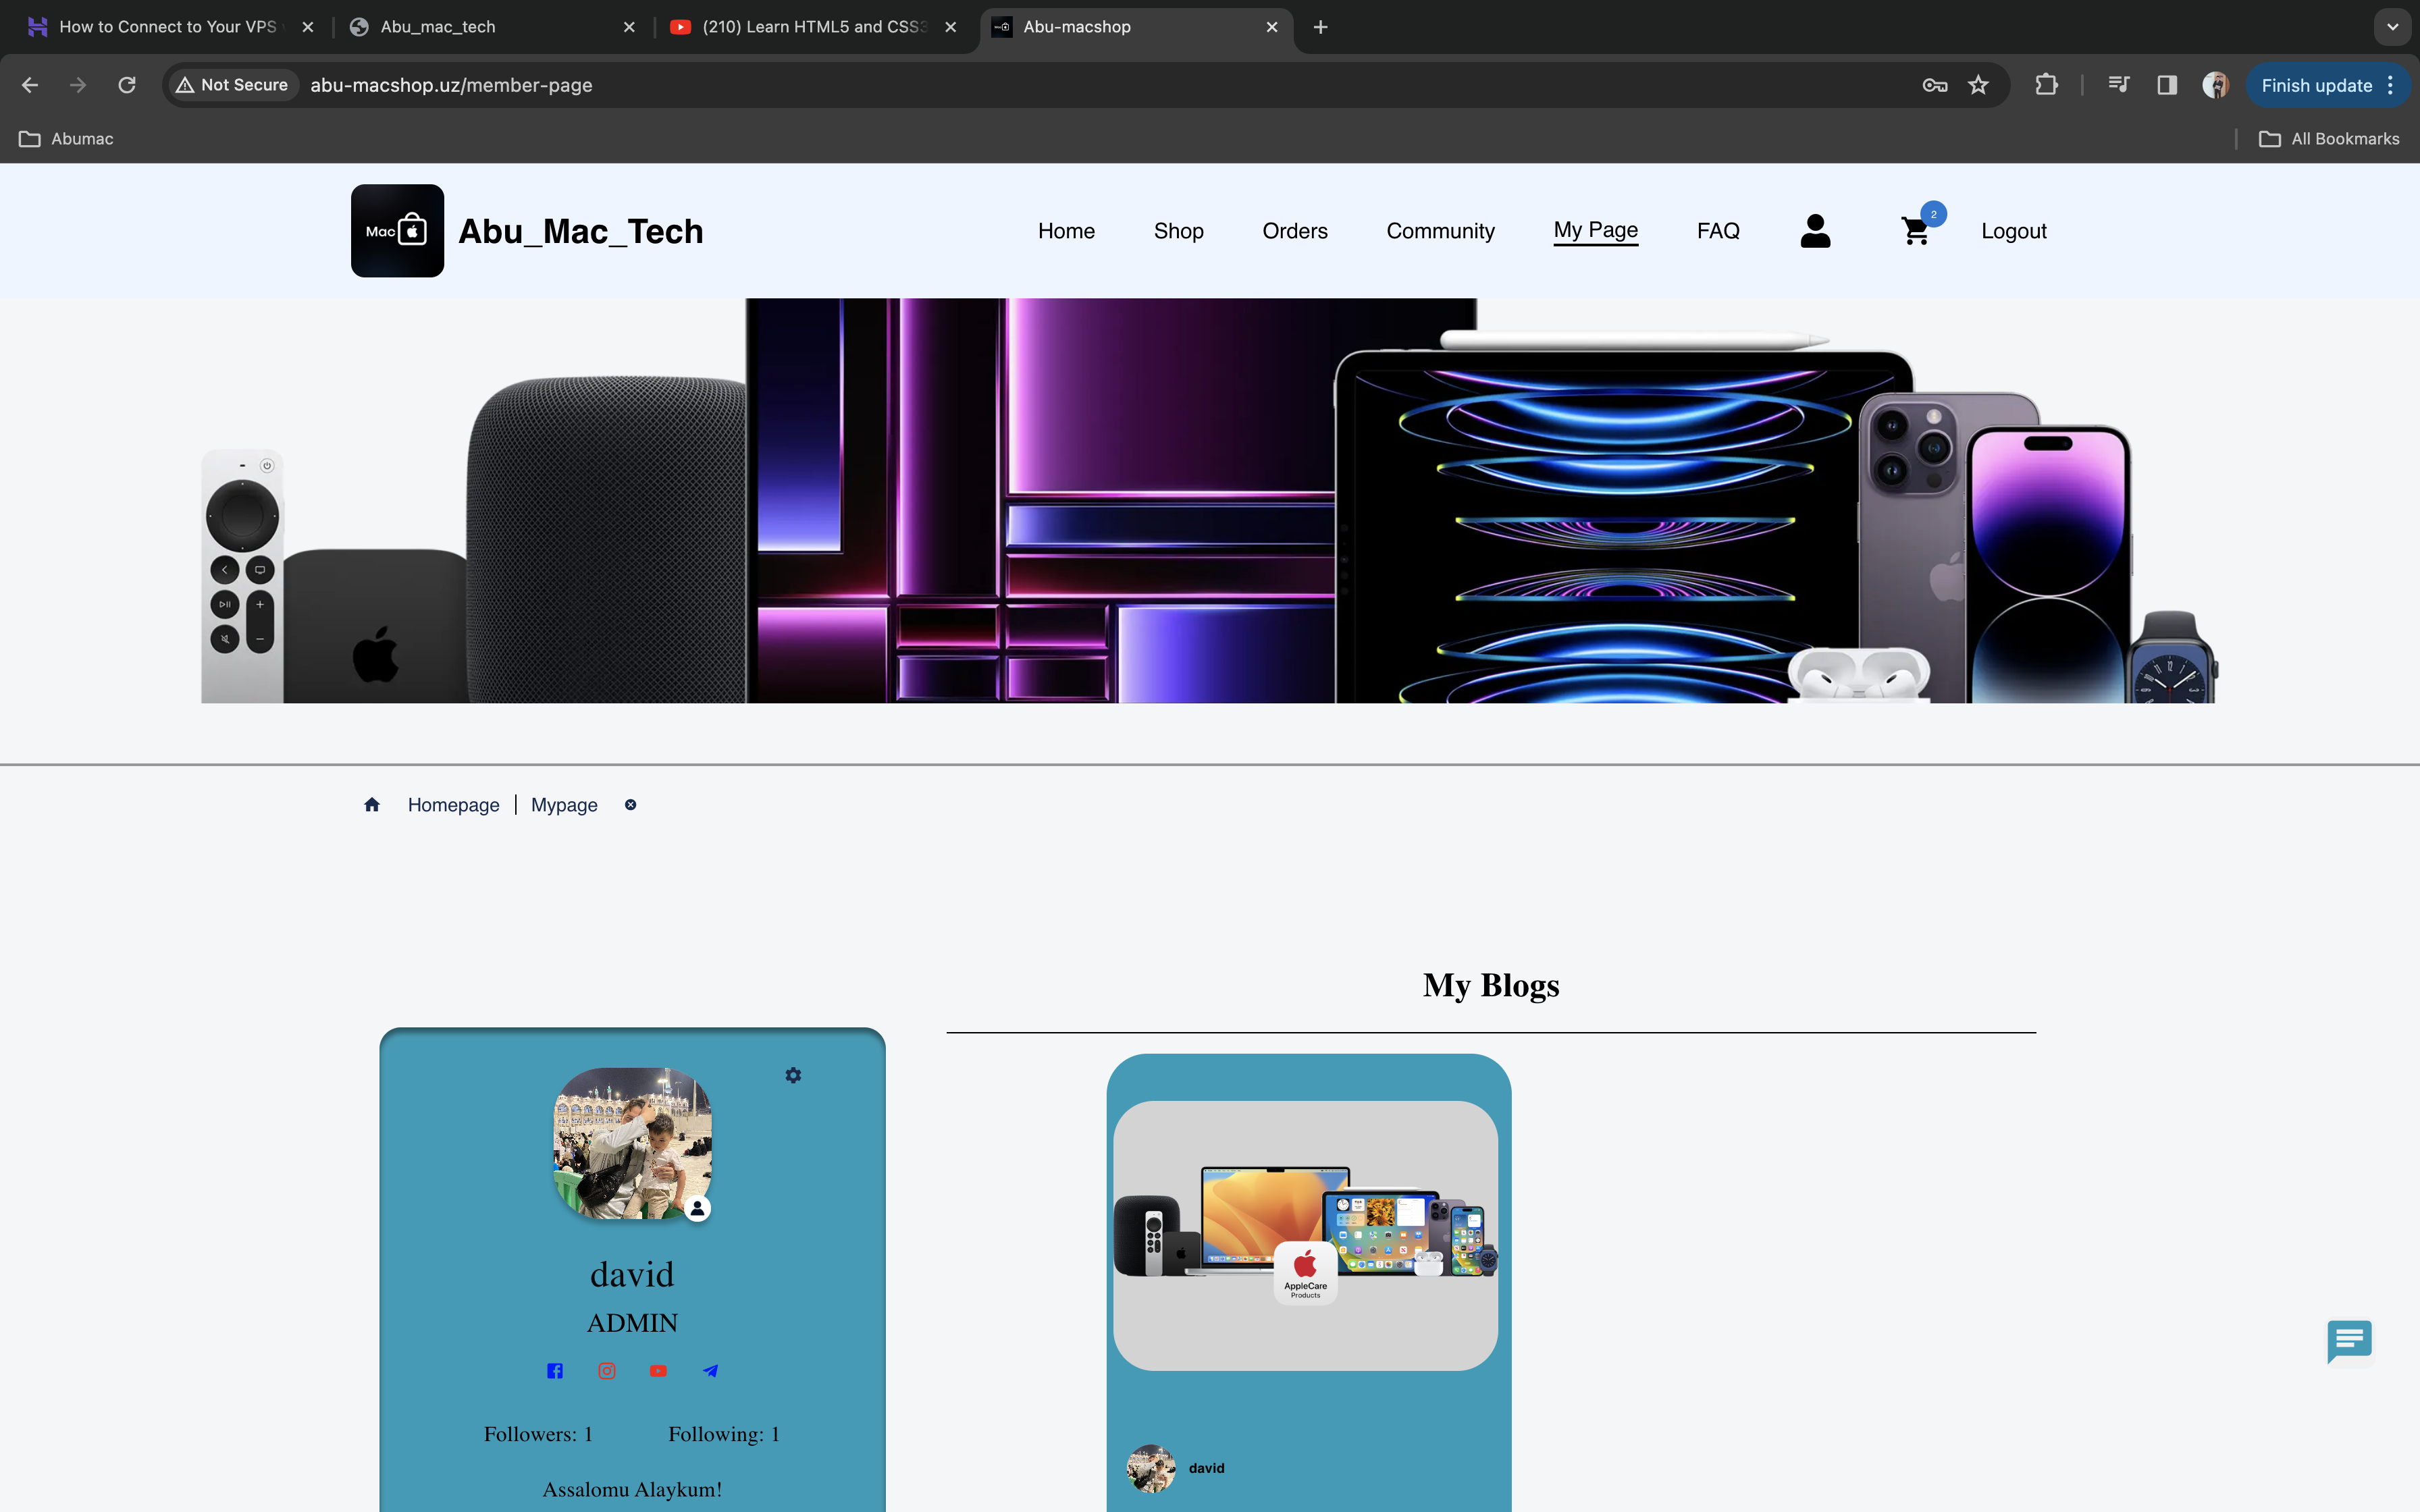 How to Connect to Your VPS
Abu_mac_tech
(210) Learn HTML5 and CSS3
Abu-macshop
Not Secure
abu-macshop.uz/member-page
Finish update
Abumac
All Bookmarks
Mac
Abu_Mac_Tech
Home
Shop
Orders
Community
My Page
FAQ
2
Logout
Homepage
Mypage
My Blogs
david
ADMIN
Followers: 1
Following: 1
Assalomu Alaykum!
AppleCare
Products
david